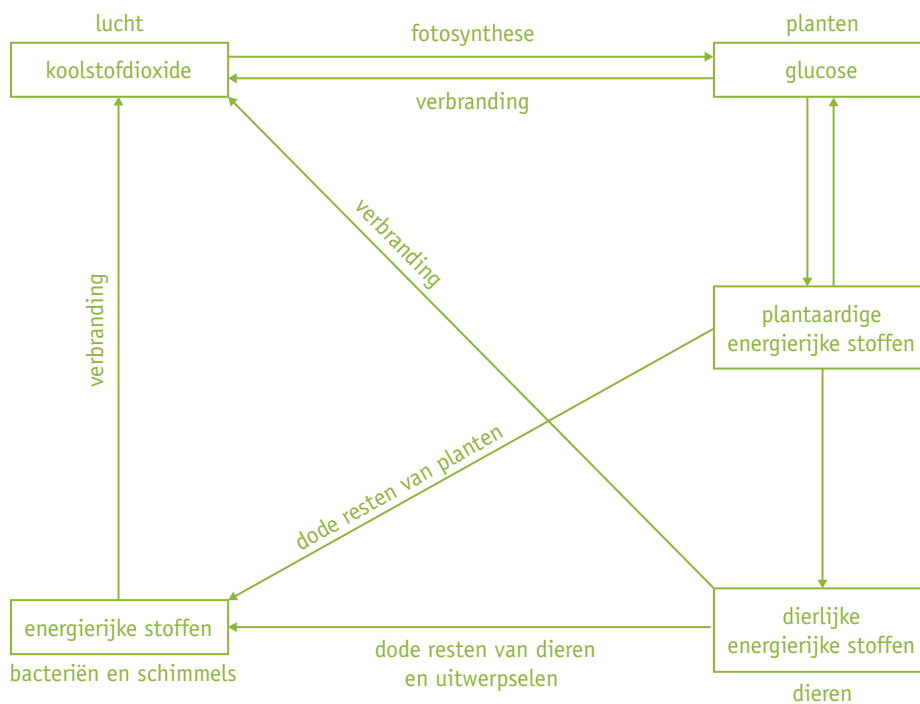 lucht
fotosynthese
planten
koolstofdioxide
glucose
verbranding
verbranding
verbranding
plantaardige
energierijke stoffen
dode resten van planten
energierijke stoffen
bacteriën en schimmels
dode resten van dieren
en uitwerpselen
dierlijke
energierijke stoffen
dieren